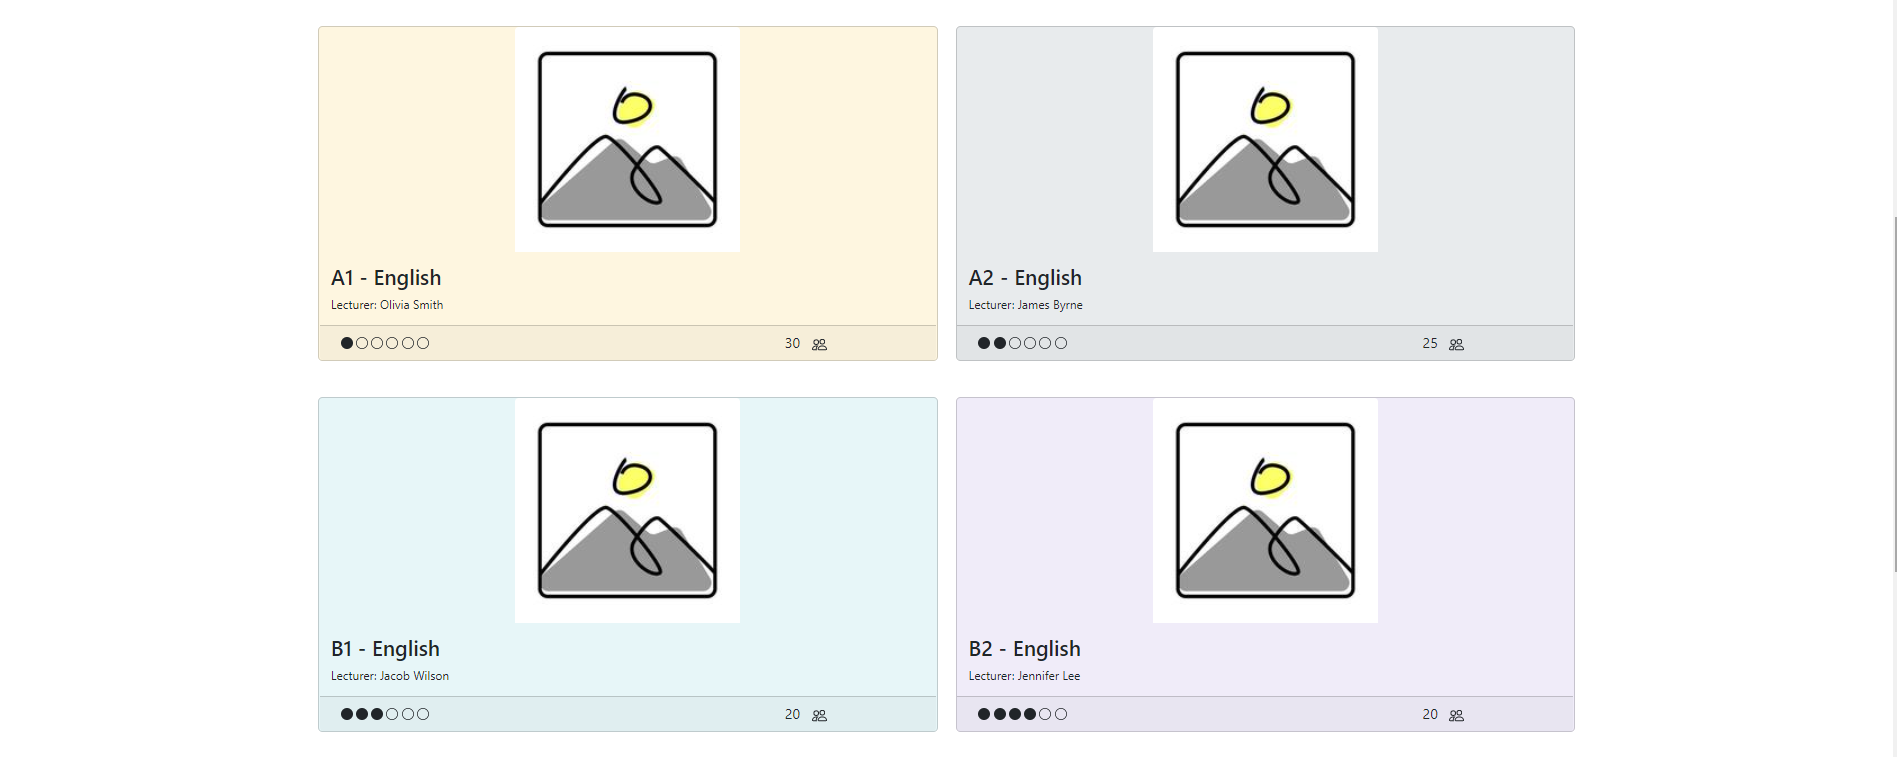 A1 - English
Lecturer: Olivia Smith
30
A2 - English
Lecturer: James Byrne
25
B1 - English
Lecturer: Jacob Wilson
20
B2 - English
Lecturer: Jennifer Lee
20